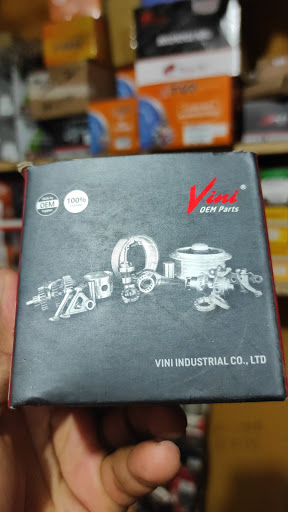 OEM
100%
Vini®
OEM Parts
VINI INDUSTRIAL CO., LTD